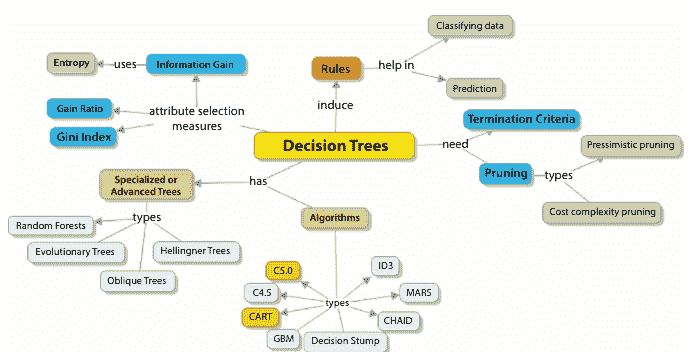 Classifying data
Entropy
uses
Information Gain
Rules
help in
Prediction
Gain Ratio
attribute selection
measures
induce
Gini Index
Termination Criteria
Decision Trees
need
Pressimistic pruning
Pruning
types
Specialized or
Advanced Trees
has
Cost complexity pruning
types
Algorithms
Random Forests
Evolutionary Trees
Hellingner Trees
Oblique Trees
C5.0
ID3
C4.5
MARS
types
CART
CHAID
GBM
Decision Stump